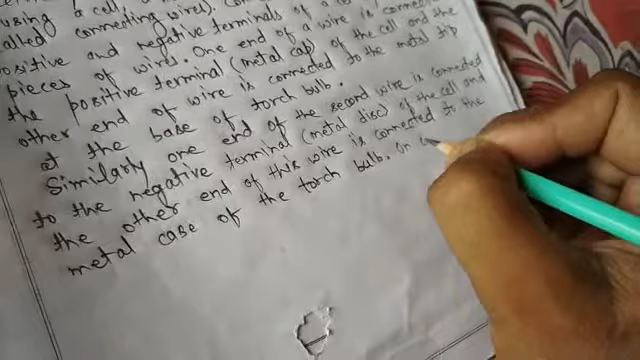 using a cell, a
called connecting wires).
positive and negative terminals of a
pieces of wires. One end of a wire is connected
the positive terminal (metal cap) of the cell and the
other end of wire is connected to the metal tip
at the base of torch bulb.
Similarly one end of the second wire is connected
to the negative terminal (metal disc) of the cell and
the other end of this wire is connected to the
metal case of the torch bulb. On